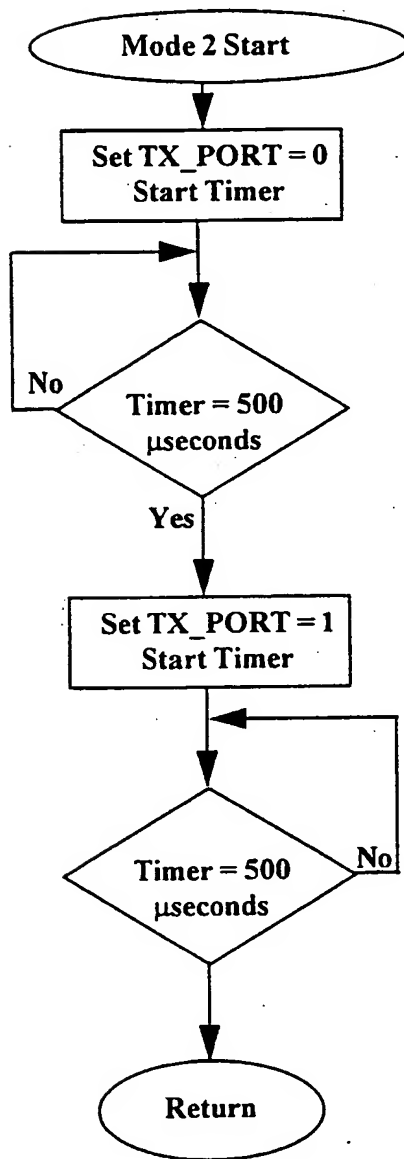 Mode 2 Start
Set TX_PORT = 0
Start Timer
No
Timer = 500
μseconds
Yes
Set TX_PORT = 1
Start Timer
Timer = 500
μseconds
No
Return